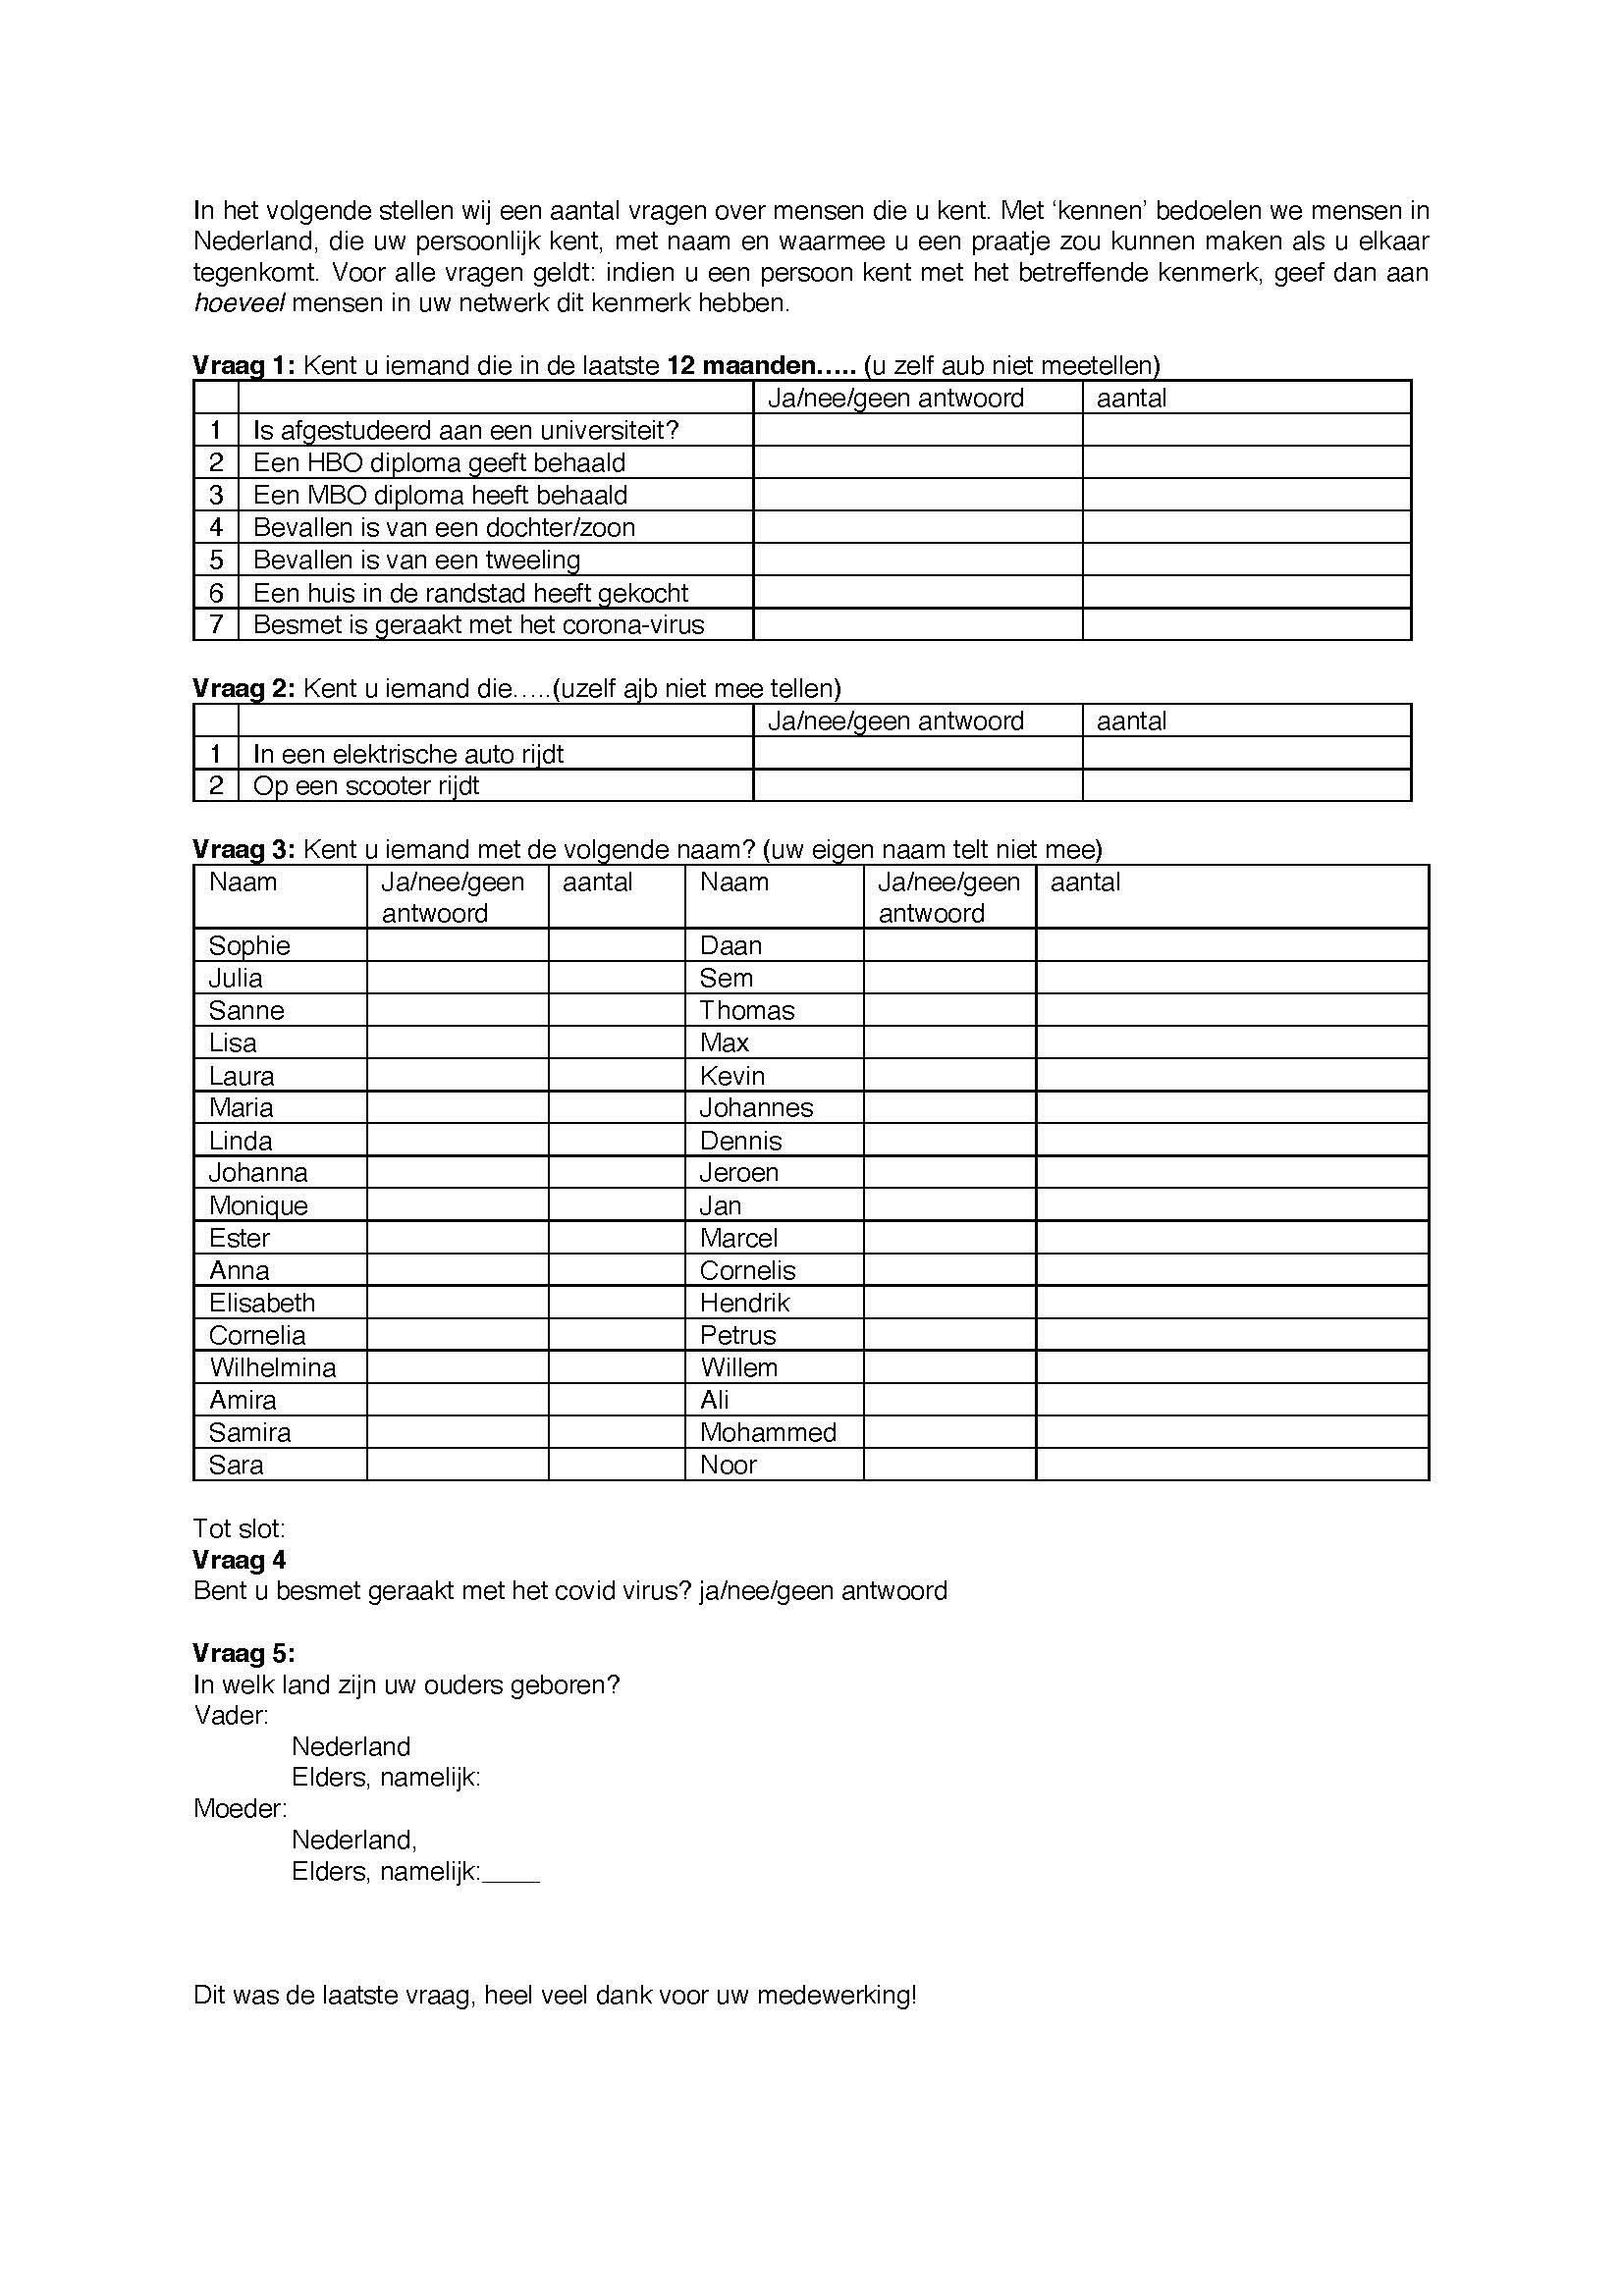 In het volgende stellen wij een aantal vragen over mensen die u kent. Met ‘kennen’ bedoelen we mensen in
Nederland, die uw persoonlijk kent, met naam en waarmee u een praatje zou kunnen maken als u elkaar
tegenkomt. Voor alle vragen geldt: indien u een persoon kent met het betreffende kenmerk, geef dan aan
hoeveel mensen in uw netwerk dit kenmerk hebben.
Vraag 1: Kent u iemand die in de laatste 12 maanden….. (u zelf aub niet meetellen)
Ja/nee/geen antwoord aantal
1 Is afgestudeerd aan een universiteit?
2 Een HBO diploma geeft behaald
3 Een MBO diploma heeft behaald
4 Bevallen is van een dochter/zoon
5 Bevallen is van een tweeling
6 Een huis in de randstad heeft gekocht
7 Besmet is geraakt met het corona-virus
Vraag 2: Kent u iemand die…..(uzelf ajb niet mee tellen)
Ja/nee/geen antwoord aantal
1 In een elektrische auto rijdt
2 Op een scooter rijdt
Vraag 3: Kent u iemand met de volgende naam? (uw eigen naam telt niet mee)
Naam Ja/nee/geen aantal Naam Ja/nee/geen aantal
antwoord antwoord
Sophie Daan
Julia Sem
Sanne Thomas
Lisa Max
Laura Kevin
Maria Johannes
Linda Dennis
Johanna Jeroen
Monique Jan
Ester Marcel
Anna Cornelis
Elisabeth Hendrik
Cornelia Petrus
Wilhelmina Willem
Amira Ali
Samira Mohammed
Sara Noor
Tot slot:
Vraag 4
Bent u besmet geraakt met het covid virus? ja/nee/geen antwoord
Vraag 5:
In welk land zijn uw ouders geboren?
Vader:
Nederland
Elders, namelijk:
Moeder:
Nederland,
Elders, namelijk:____
Dit was de laatste vraag, heel veel dank voor uw medewerking!